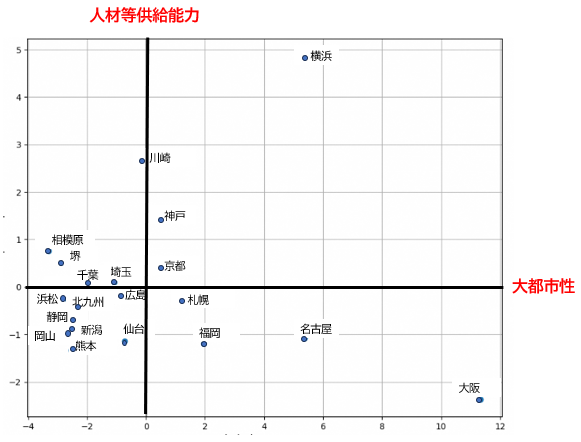 人材等供給能力
5
横浜
4
3
川崎
2
神戸
1
相模原
堺
京都
埼玉
千葉
0
大都市性
広島
浜松
北九州
札幌
静岡
仙台
新潟
福岡
名古屋
岡山
-1
熊本
-2
大阪
-4
-2
0
2
4
6
8
10
12